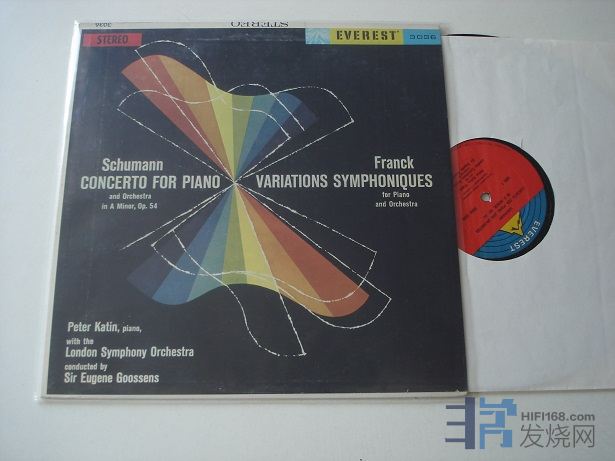 STEREO
3036
STEREO
EVEREST
3036
Schumann
CONCERTO FOR PIANO
and Orchestra
in A Minor, Op. 54
Franck
VARIATIONS SYMPHONIQUES
for Piano
and Orchestra
Peter Katin, piano,
with the
London Symphony Orchestra
conducted by
Sir Eugene Goossens
EVEREST
HIFI168.com
发烧网